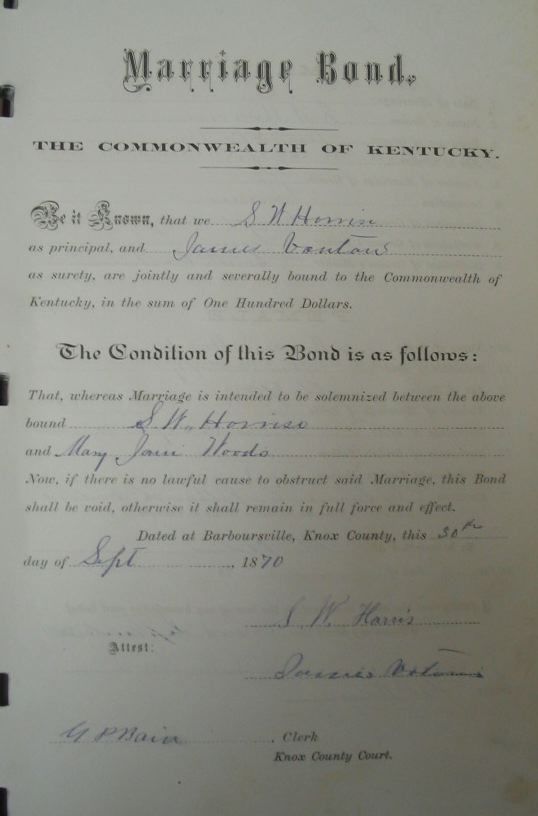 Marriage Bond.
THE COMMONWEALTH OF KENTUCKY.
Be it Known, that we S W Horris
as principal, and James
as surety, are jointly and severally bound to the Commonwealth of
Kentucky, in the sum of One Hundred Dollars.
The Condition of this Bond is as follows:
That, whereas Marriage is intended to be solemnized between the above
bound S W.
and Mary Jane Woods
Now, if there is no lawful cause to obstruct said Marriage, this Bond
shall be void, otherwise it shall remain in full force and effect.
Dated at Barboursville, Knox County, this 30th
day of Sept, 1870
S W Harris
Attest:
James
G P Bain, Clerk
Knox County Court.